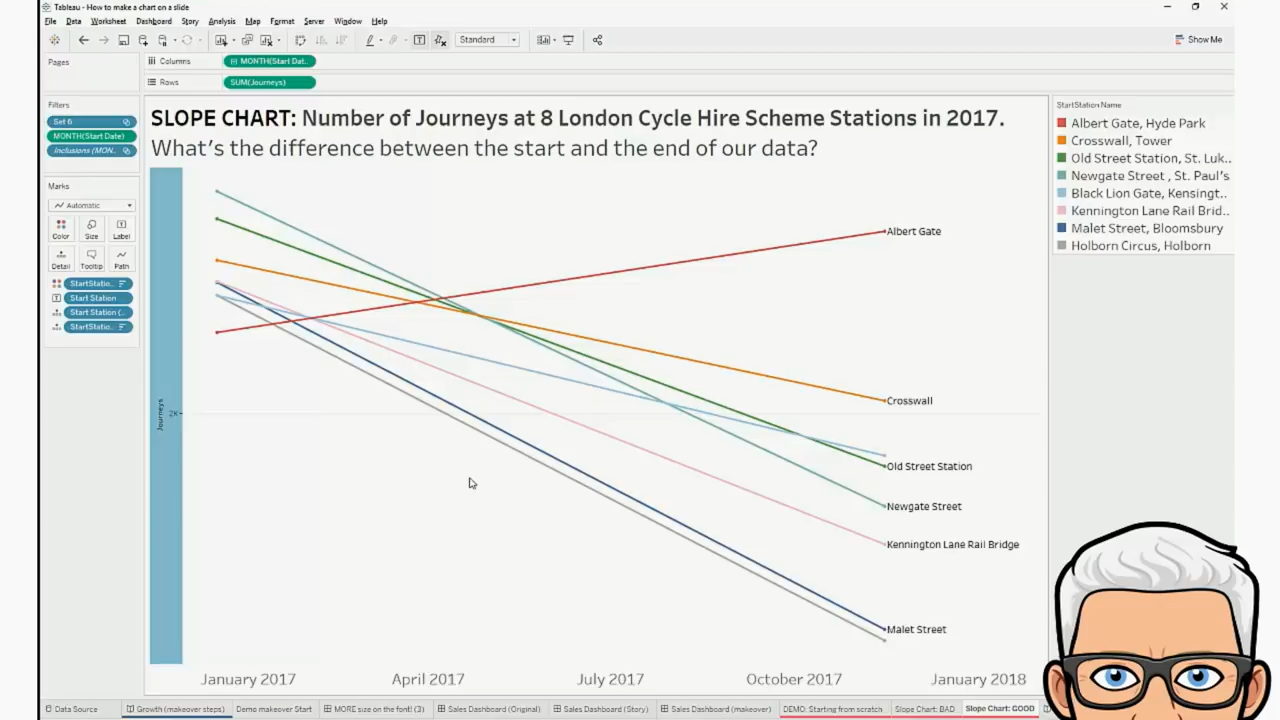 Tableau - How to make a chart on a slide
File Data Worksheet Dashboard Story Analysis Map Format Server Window Help
Standard
Show Me
Pages
Columns
MONTH(Start Dat..
Rows
SUM(Journeys)
Filters
Set 6
MONTH(Start Date)
Inclusions (MON..
Marks
Automatic
Color Size Label
Detail Tooltip Path
StartStatio..
Start Station
Start Station (..
StartStatio..
SLOPE CHART: Number of Journeys at 8 London Cycle Hire Scheme Stations in 2017.
What's the difference between the start and the end of our data?
Journeys
2K
Albert Gate
Crosswall
Old Street Station
Newgate Street
Kennington Lane Rail Bridge
Malet Street
January 2017 April 2017 July 2017 October 2017 January 2018
StartStation Name
Albert Gate, Hyde Park
Crosswall, Tower
Old Street Station, St. Luk..
Newgate Street , St. Paul's
Black Lion Gate, Kensingt..
Kennington Lane Rail Brid..
Malet Street, Bloomsbury
Holborn Circus, Holborn
Data Source Growth (makeover steps) Demo makeover Start MORE size on the font! (3) Sales Dashboard (Original) Sales Dashboard (Story) Sales Dashboard (makeover) DEMO: Starting from scratch Slope Chart: BAD Slope Chart: GOOD